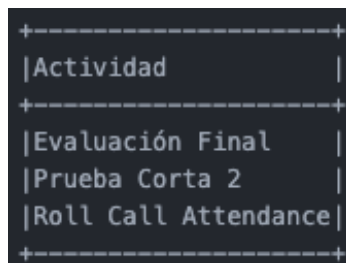 +-------------------+
|Actividad          |
+-------------------+
|Evaluación Final   |
|Prueba Corta 2     |
|Roll Call Attendance|
+-------------------+